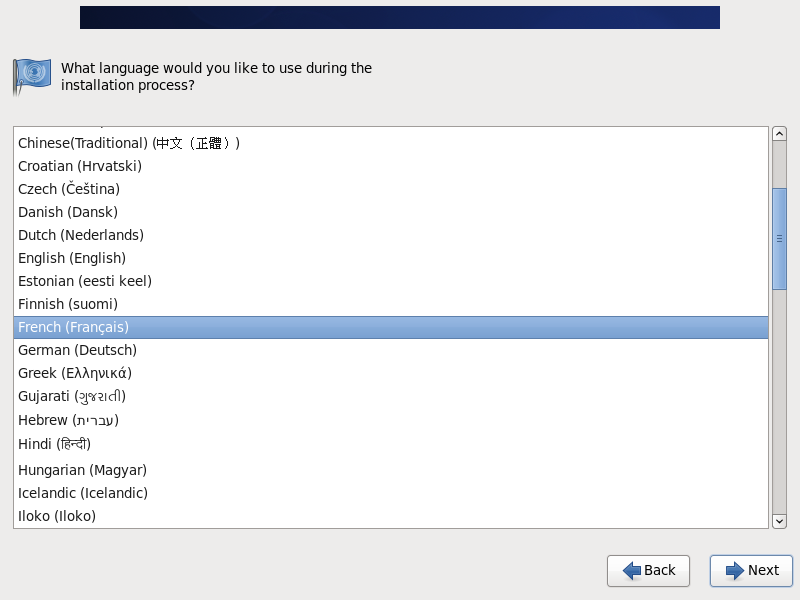 What language would you like to use during the
installation process?
Chinese(Traditional) (中文（正體）)
Croatian (Hrvatski)
Czech (Čeština)
Danish (Dansk)
Dutch (Nederlands)
English (English)
Estonian (eesti keel)
Finnish (suomi)
French (Français)
German (Deutsch)
Greek (Ελληνικά)
Gujarati (ગુજરાતી)
Hebrew (עברית)
Hindi (हिन्दी)
Hungarian (Magyar)
Icelandic (Icelandic)
Iloko (Iloko)
Back
Next